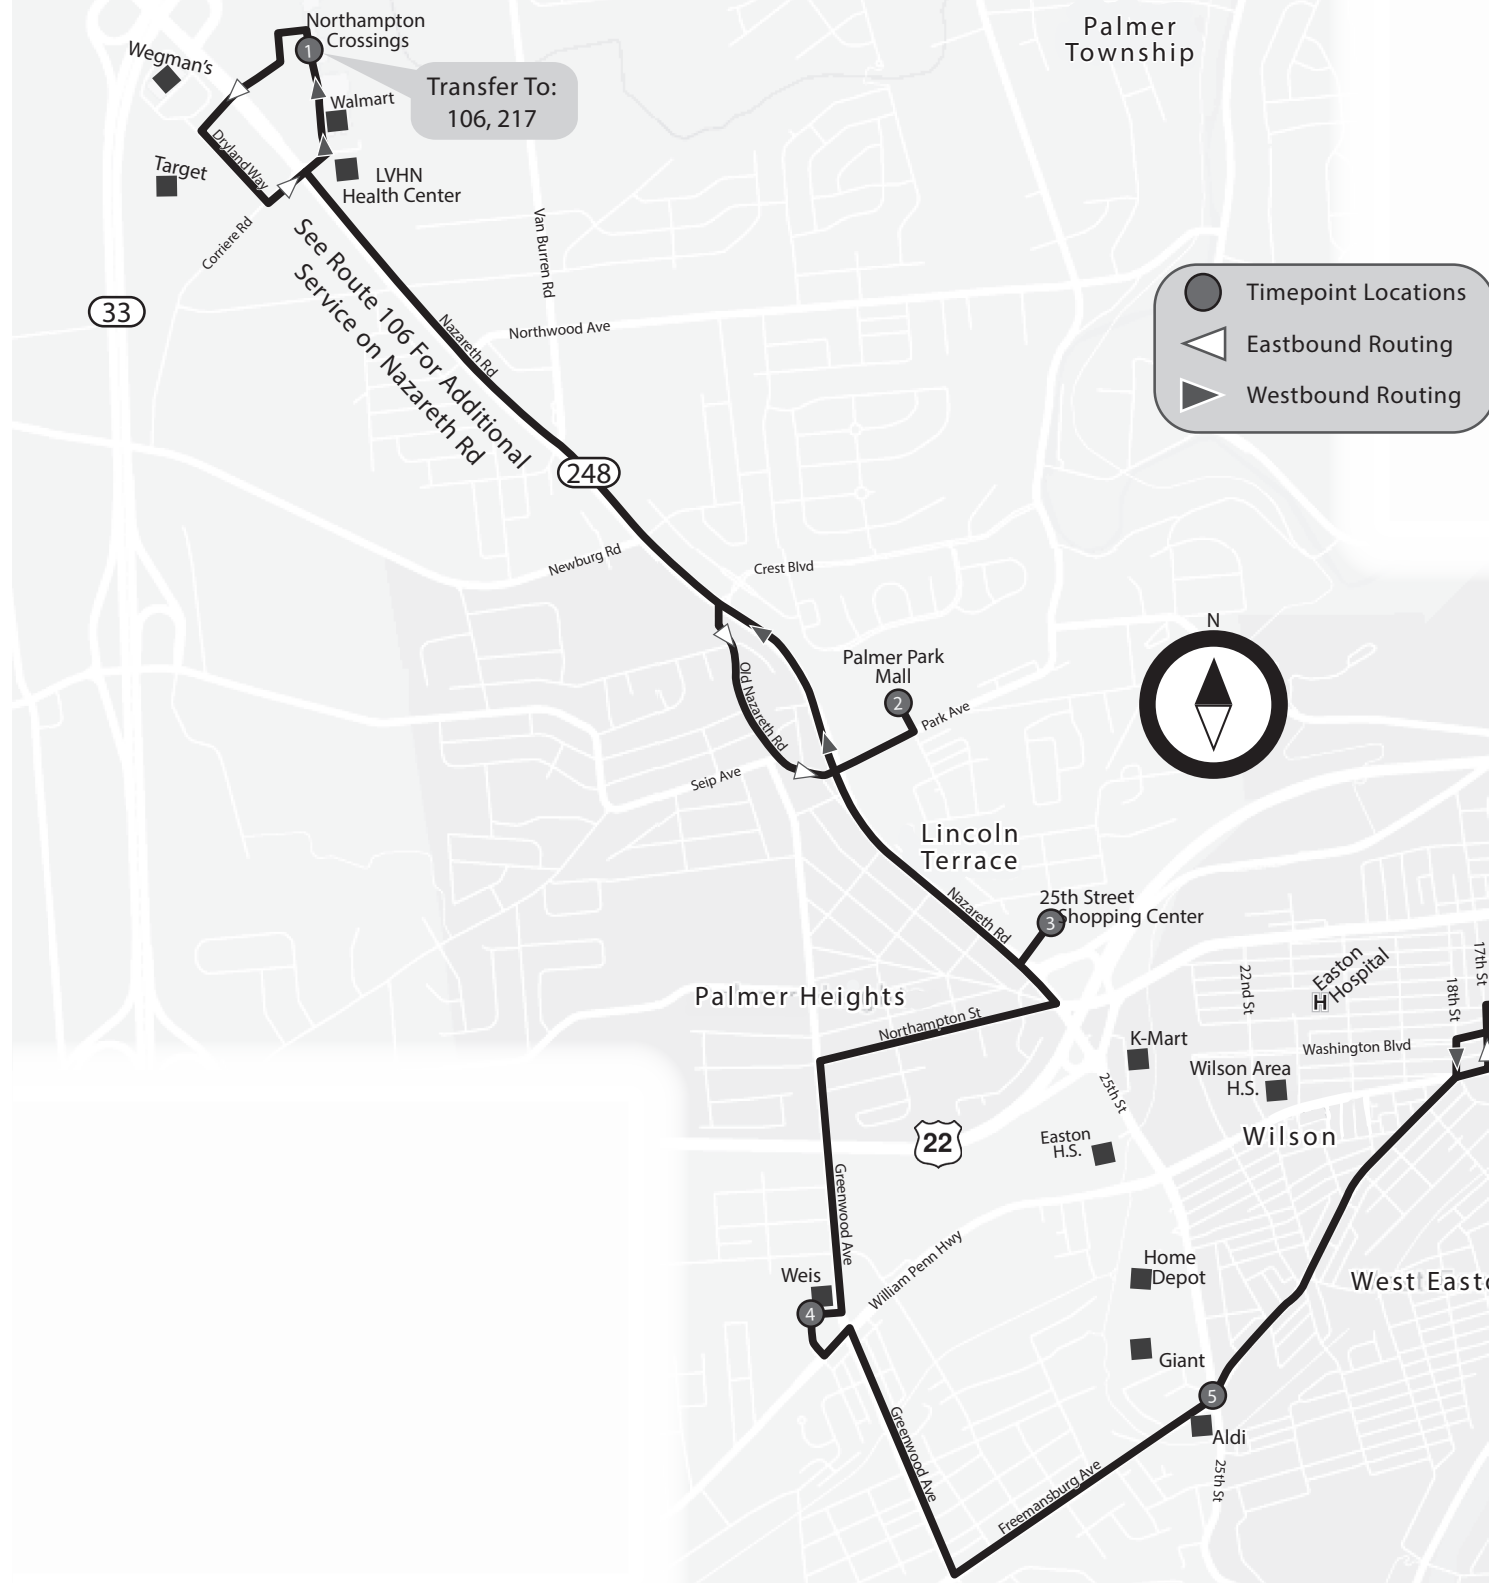 Northampton
Crossings
1
Wegman's
Transfer To:
106, 217
Walmart
Dryland Way
Target
LVHN
Health Center
Corriere Rd
Van Burren Rd
Palmer
Township
33
See Route 106 For Additional
Service on Nazareth Rd
Nazareth Rd
Northwood Ave
Timepoint Locations
Eastbound Routing
Westbound Routing
248
Newburg Rd
Crest Blvd
N
Palmer Park
Mall
2
Old Nazareth Rd
Park Ave
Seip Ave
Lincoln
Terrace
Nazareth Rd
25th Street
Shopping Center
3
Palmer Heights
Northampton St
22nd St
Easton
Hospital
H
18th St
17th St
K-Mart
Washington Blvd
Wilson Area
H.S.
25th St
Wilson
22
Easton
H.S.
Greenwood Ave
William Penn Hwy
Weis
4
Home
Depot
West Easto
Giant
5
Aldi
Greenwood Ave
Freemansburg Ave
25th St